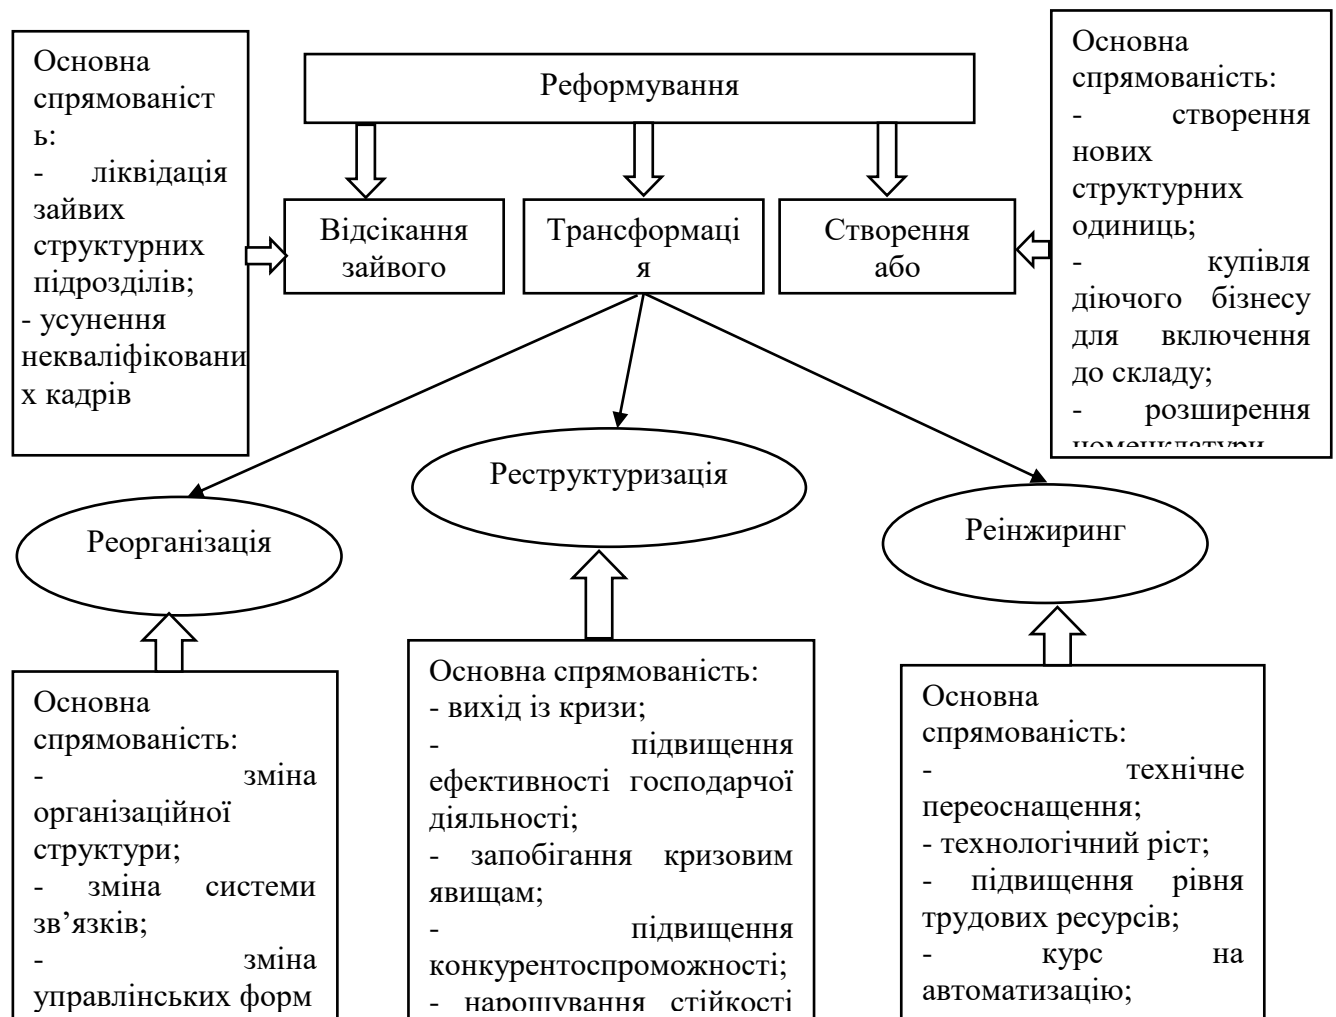 Основна
спрямованіст
ь:
- ліквідація
зайвих
структурних
підрозділів;
- усунення
некваліфіковани
х кадрів
Реформування
Відсікання
зайвого
Трансформаці
я
Створення
або
Основна
спрямованість:
- створення
нових
структурних
одиниць;
- купівля
діючого бізнесу
для включення
до складу;
- розширення
номенклатури
Реорганізація
Реструктуризація
Реінжиринг
Основна
спрямованість:
- зміна
організаційної
структури;
- зміна системи
зв’язків;
- зміна
управлінських форм
Основна спрямованість:
- вихід із кризи;
- підвищення
ефективності господарчої
діяльності;
- запобігання кризовим
явищам;
- підвищення
конкурентоспроможності;
- нарощування стійкості
Основна
спрямованість:
- технічне
переоснащення;
- технологічний ріст;
- підвищення рівня
трудових ресурсів;
- курс на
автоматизацію;